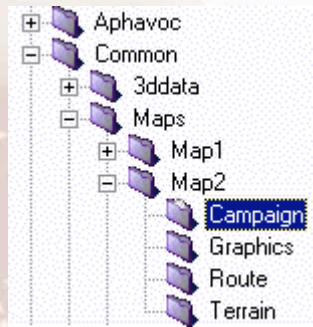 Aphavoc
Common
3ddata
Maps
Map1
Map2
Campaign
Graphics
Route
Terrain